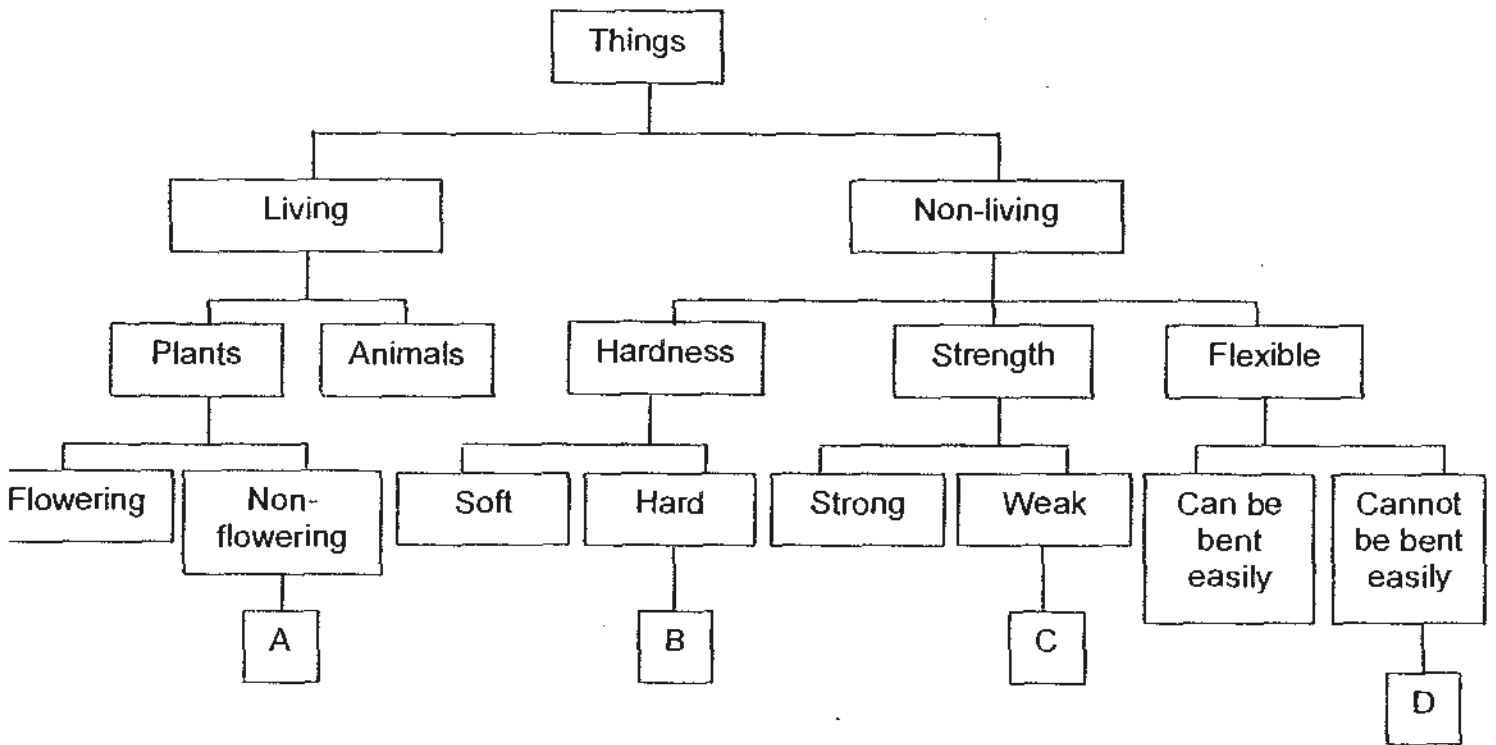 Things
Living
Non-living
Plants
Animals
Hardness
Strength
Flexible
Flowering
Non-
flowering
Soft
Hard
Strong
Weak
Can be
bent
easily
Cannot
be bent
easily
A
B
C
D